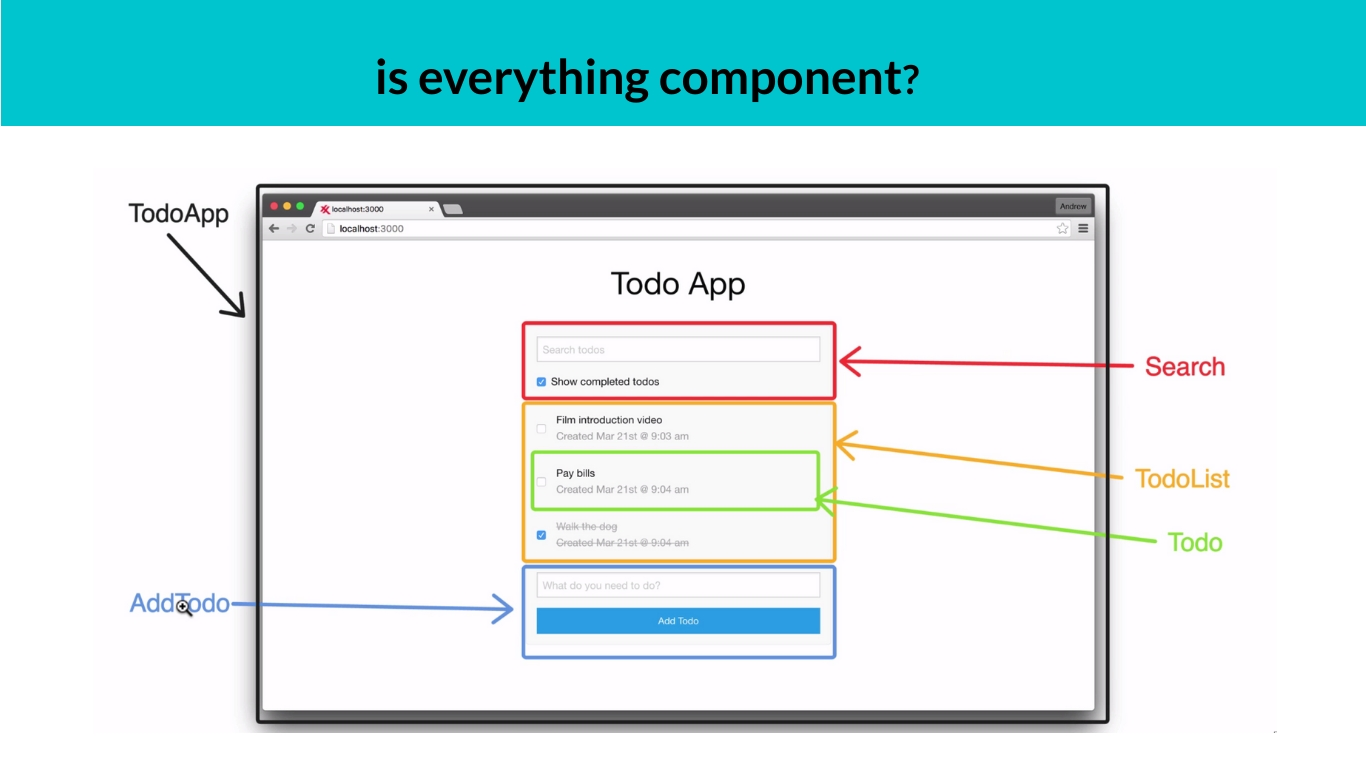 is everything component?
TodoApp
localhost:3000
Andrew
localhost:3000
Todo App
Search todos
Show completed todos
Search
Film introduction video
Created Mar 21st @ 9:03 am
TodoList
Pay bills
Created Mar 21st @ 9:04 am
Todo
Walk the dog
Created Mar 21st @ 9:04 am
AddTodo
What do you need to do?
Add Todo